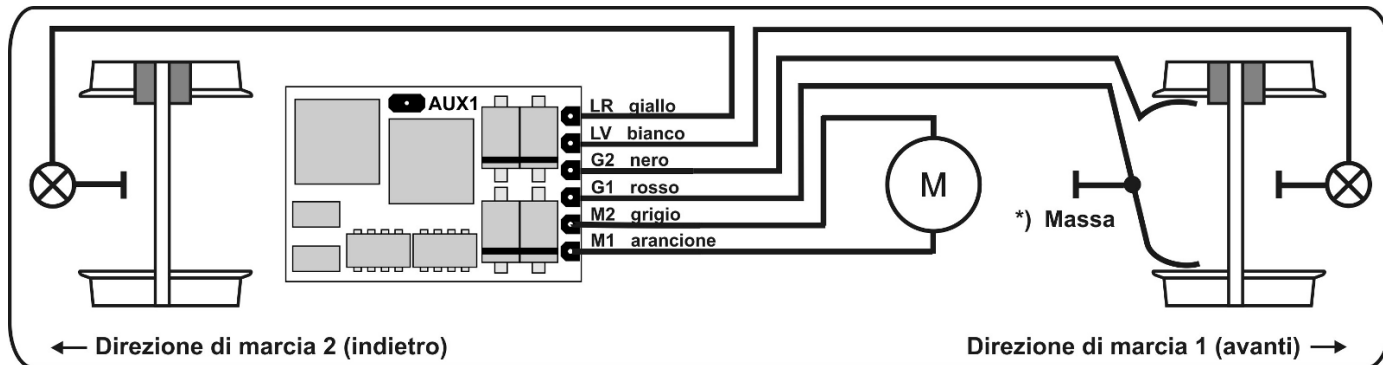 AUX1
LR giallo
LV bianco
G2 nero
G1 rosso
M2 grigio
M1 arancione
M
*) Massa
← Direzione di marcia 2 (indietro)
Direzione di marcia 1 (avanti) →